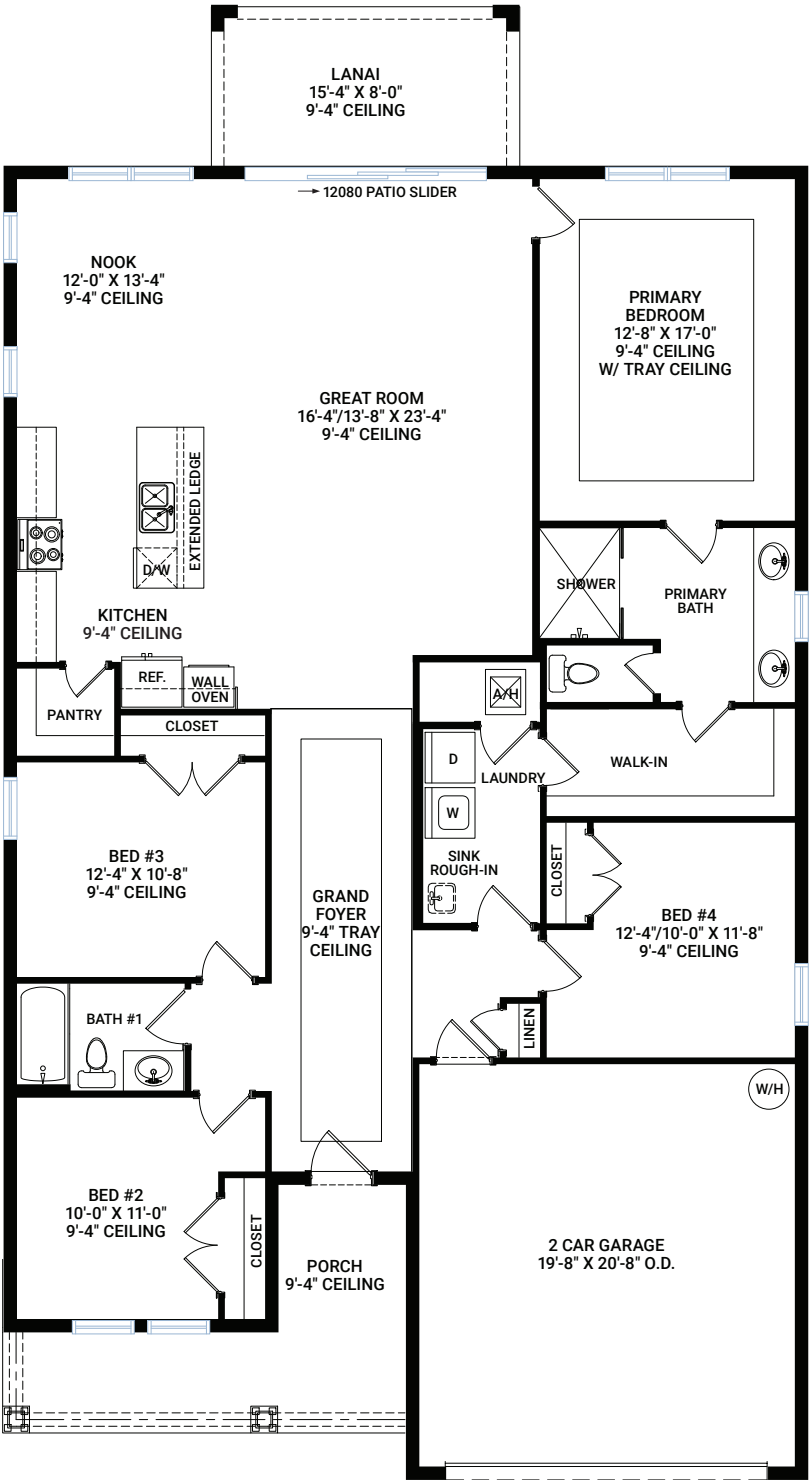 LANAI
15'-4" X 8'-0"
9'-4" CEILING
12080 PATIO SLIDER
NOOK
12'-0" X 13'-4"
9'-4" CEILING
PRIMARY
BEDROOM
12'-8" X 17'-0"
9'-4" CEILING
W/ TRAY CEILING
GREAT ROOM
16'-4"/13'-8" X 23'-4"
9'-4" CEILING
EXTENDED LEDGE
D/W
KITCHEN
9'-4" CEILING
SHOWER
PRIMARY
BATH
REF.
WALL
OVEN
PANTRY
CLOSET
A/H
D
LAUNDRY
W
WALK-IN
SINK
ROUGH-IN
BED #3
12'-4" X 10'-8"
9'-4" CEILING
GRAND
FOYER
9'-4" TRAY
CEILING
CLOSET
BED #4
12'-4"/10'-0" X 11'-8"
9'-4" CEILING
BATH #1
LINEN
W/H
BED #2
10'-0" X 11'-0"
9'-4" CEILING
CLOSET
PORCH
9'-4" CEILING
2 CAR GARAGE
19'-8" X 20'-8" O.D.